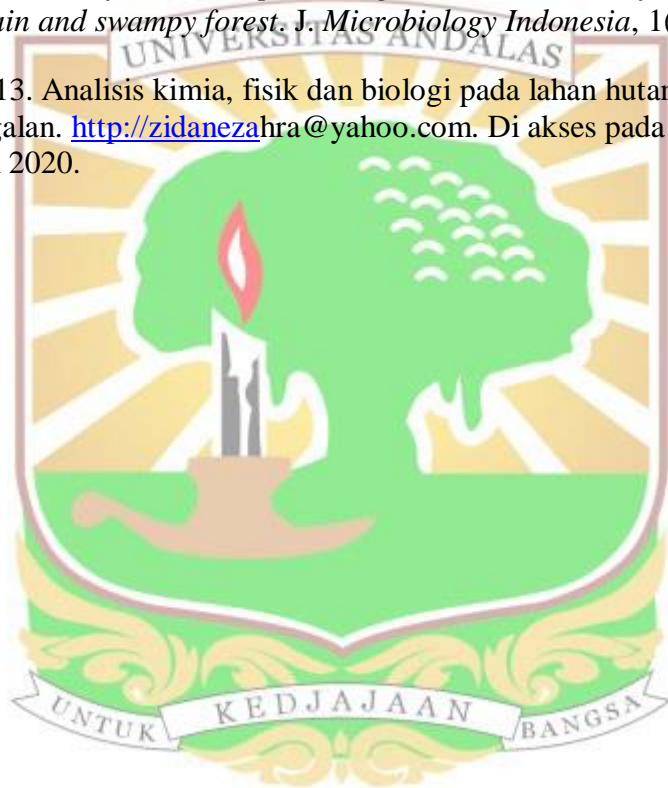 ain and swampy forest. J. Microbiology Indonesia, 1
UNIVERSITAS ANDALAS
13. Analisis kimia, fisik dan biologi pada lahan hutan
galan. http://zidanezahra@yahoo.com. Di akses pada
2020.
UNTUK KEDJAJAAN BANGSA